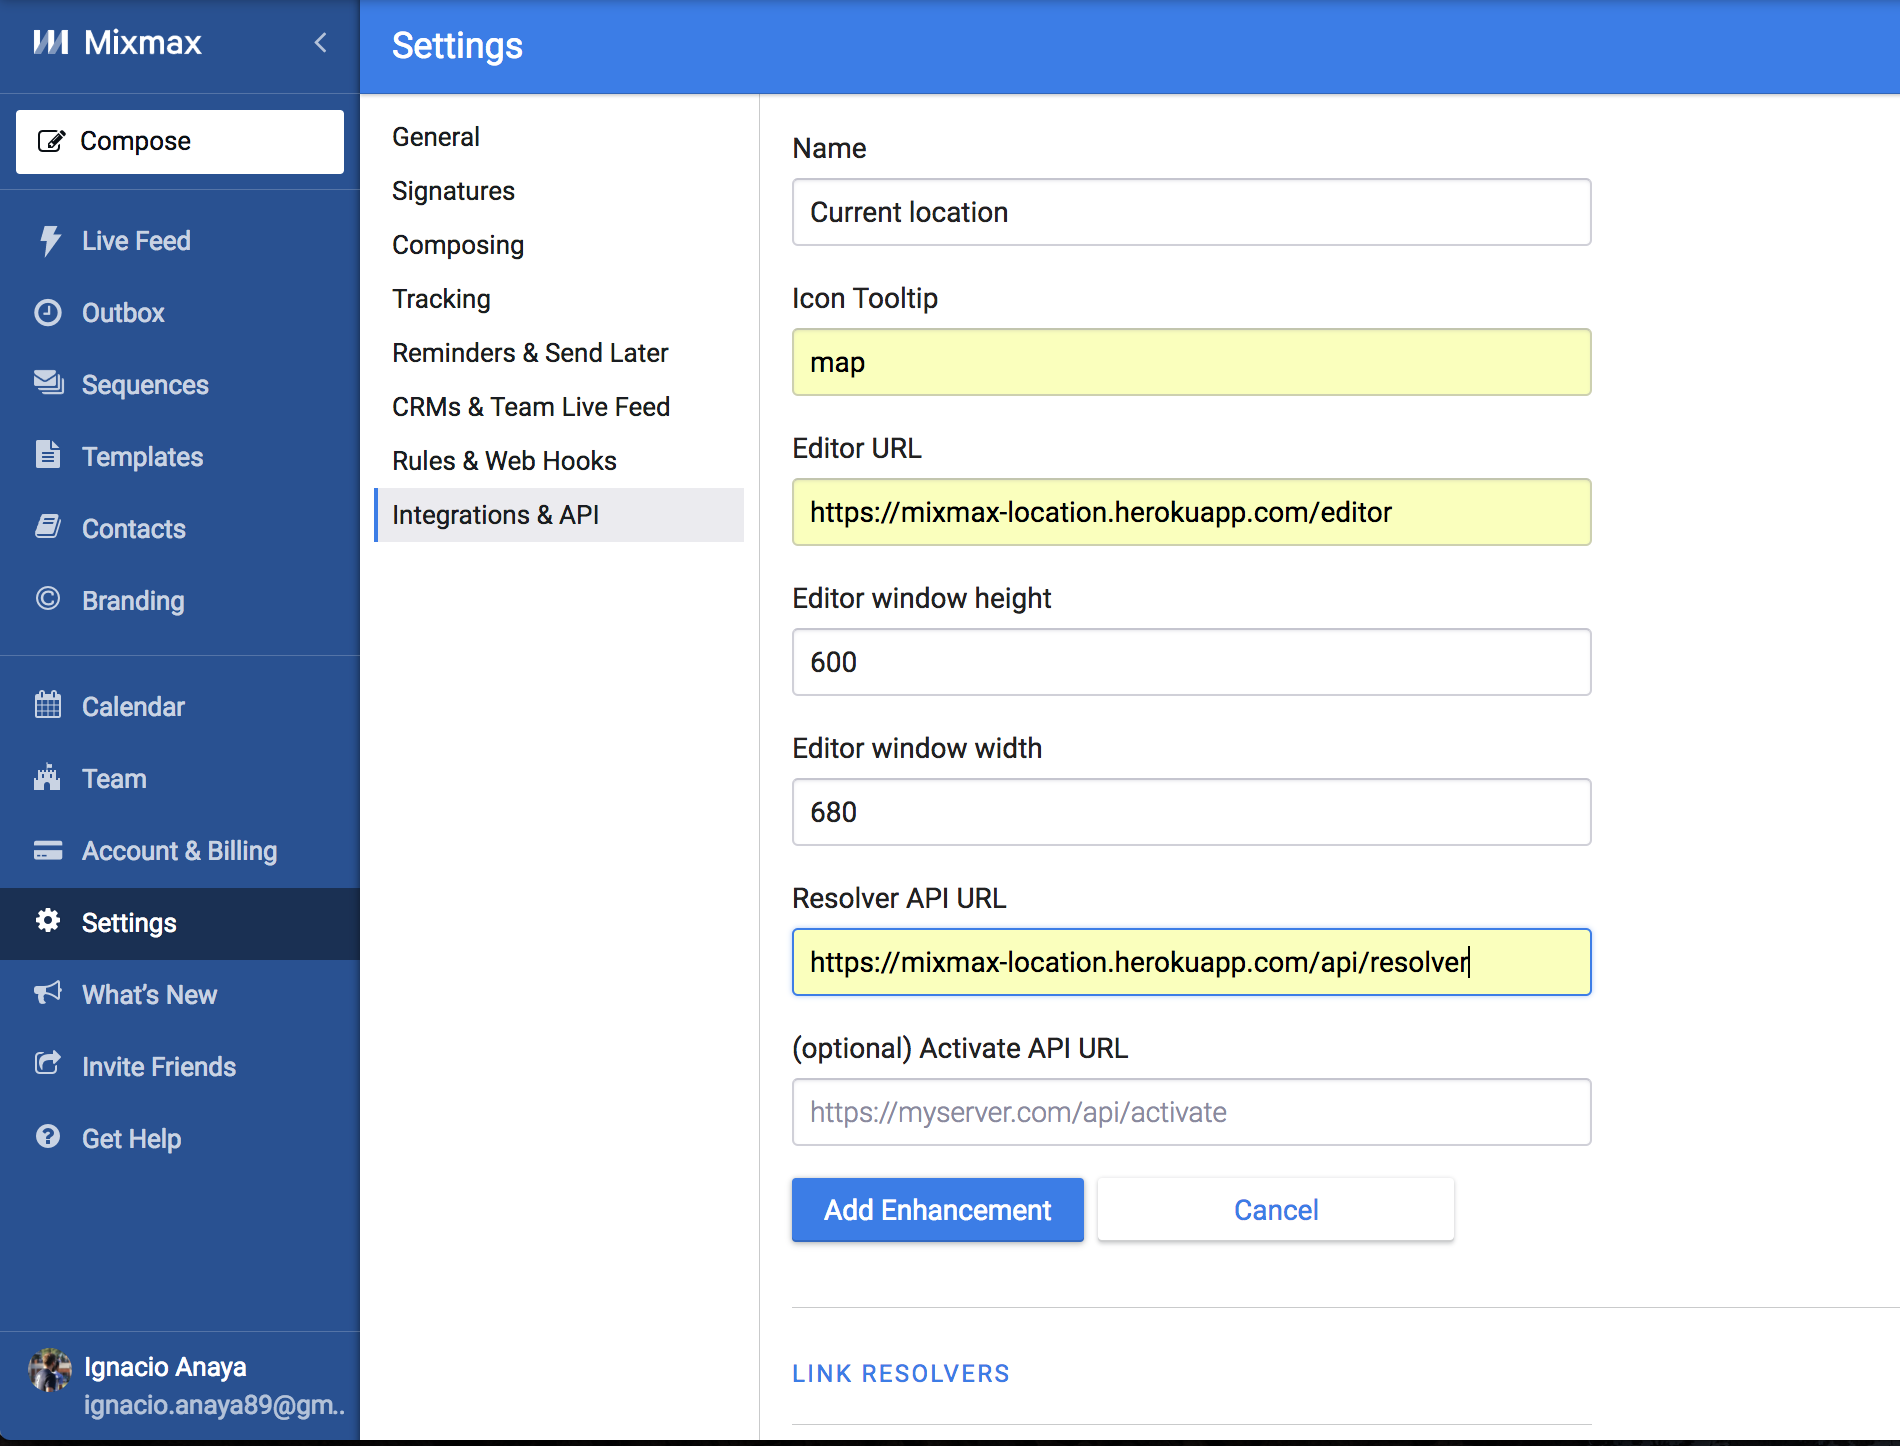 Mixmax
Compose
Live Feed
Outbox
Sequences
Templates
Contacts
Branding
Calendar
Team
Account & Billing
Settings
What's New
Invite Friends
Get Help
Ignacio Anaya
ignacio.anaya89@gm..
Settings
General
Signatures
Composing
Tracking
Reminders & Send Later
CRMs & Team Live Feed
Rules & Web Hooks
Integrations & API
Name
Current location
Icon Tooltip
map
Editor URL
https://mixmax-location.herokuapp.com/editor
Editor window height
600
Editor window width
680
Resolver API URL
https://mixmax-location.herokuapp.com/api/resolver
(optional) Activate API URL
https://myserver.com/api/activate
Add Enhancement
Cancel
LINK RESOLVERS